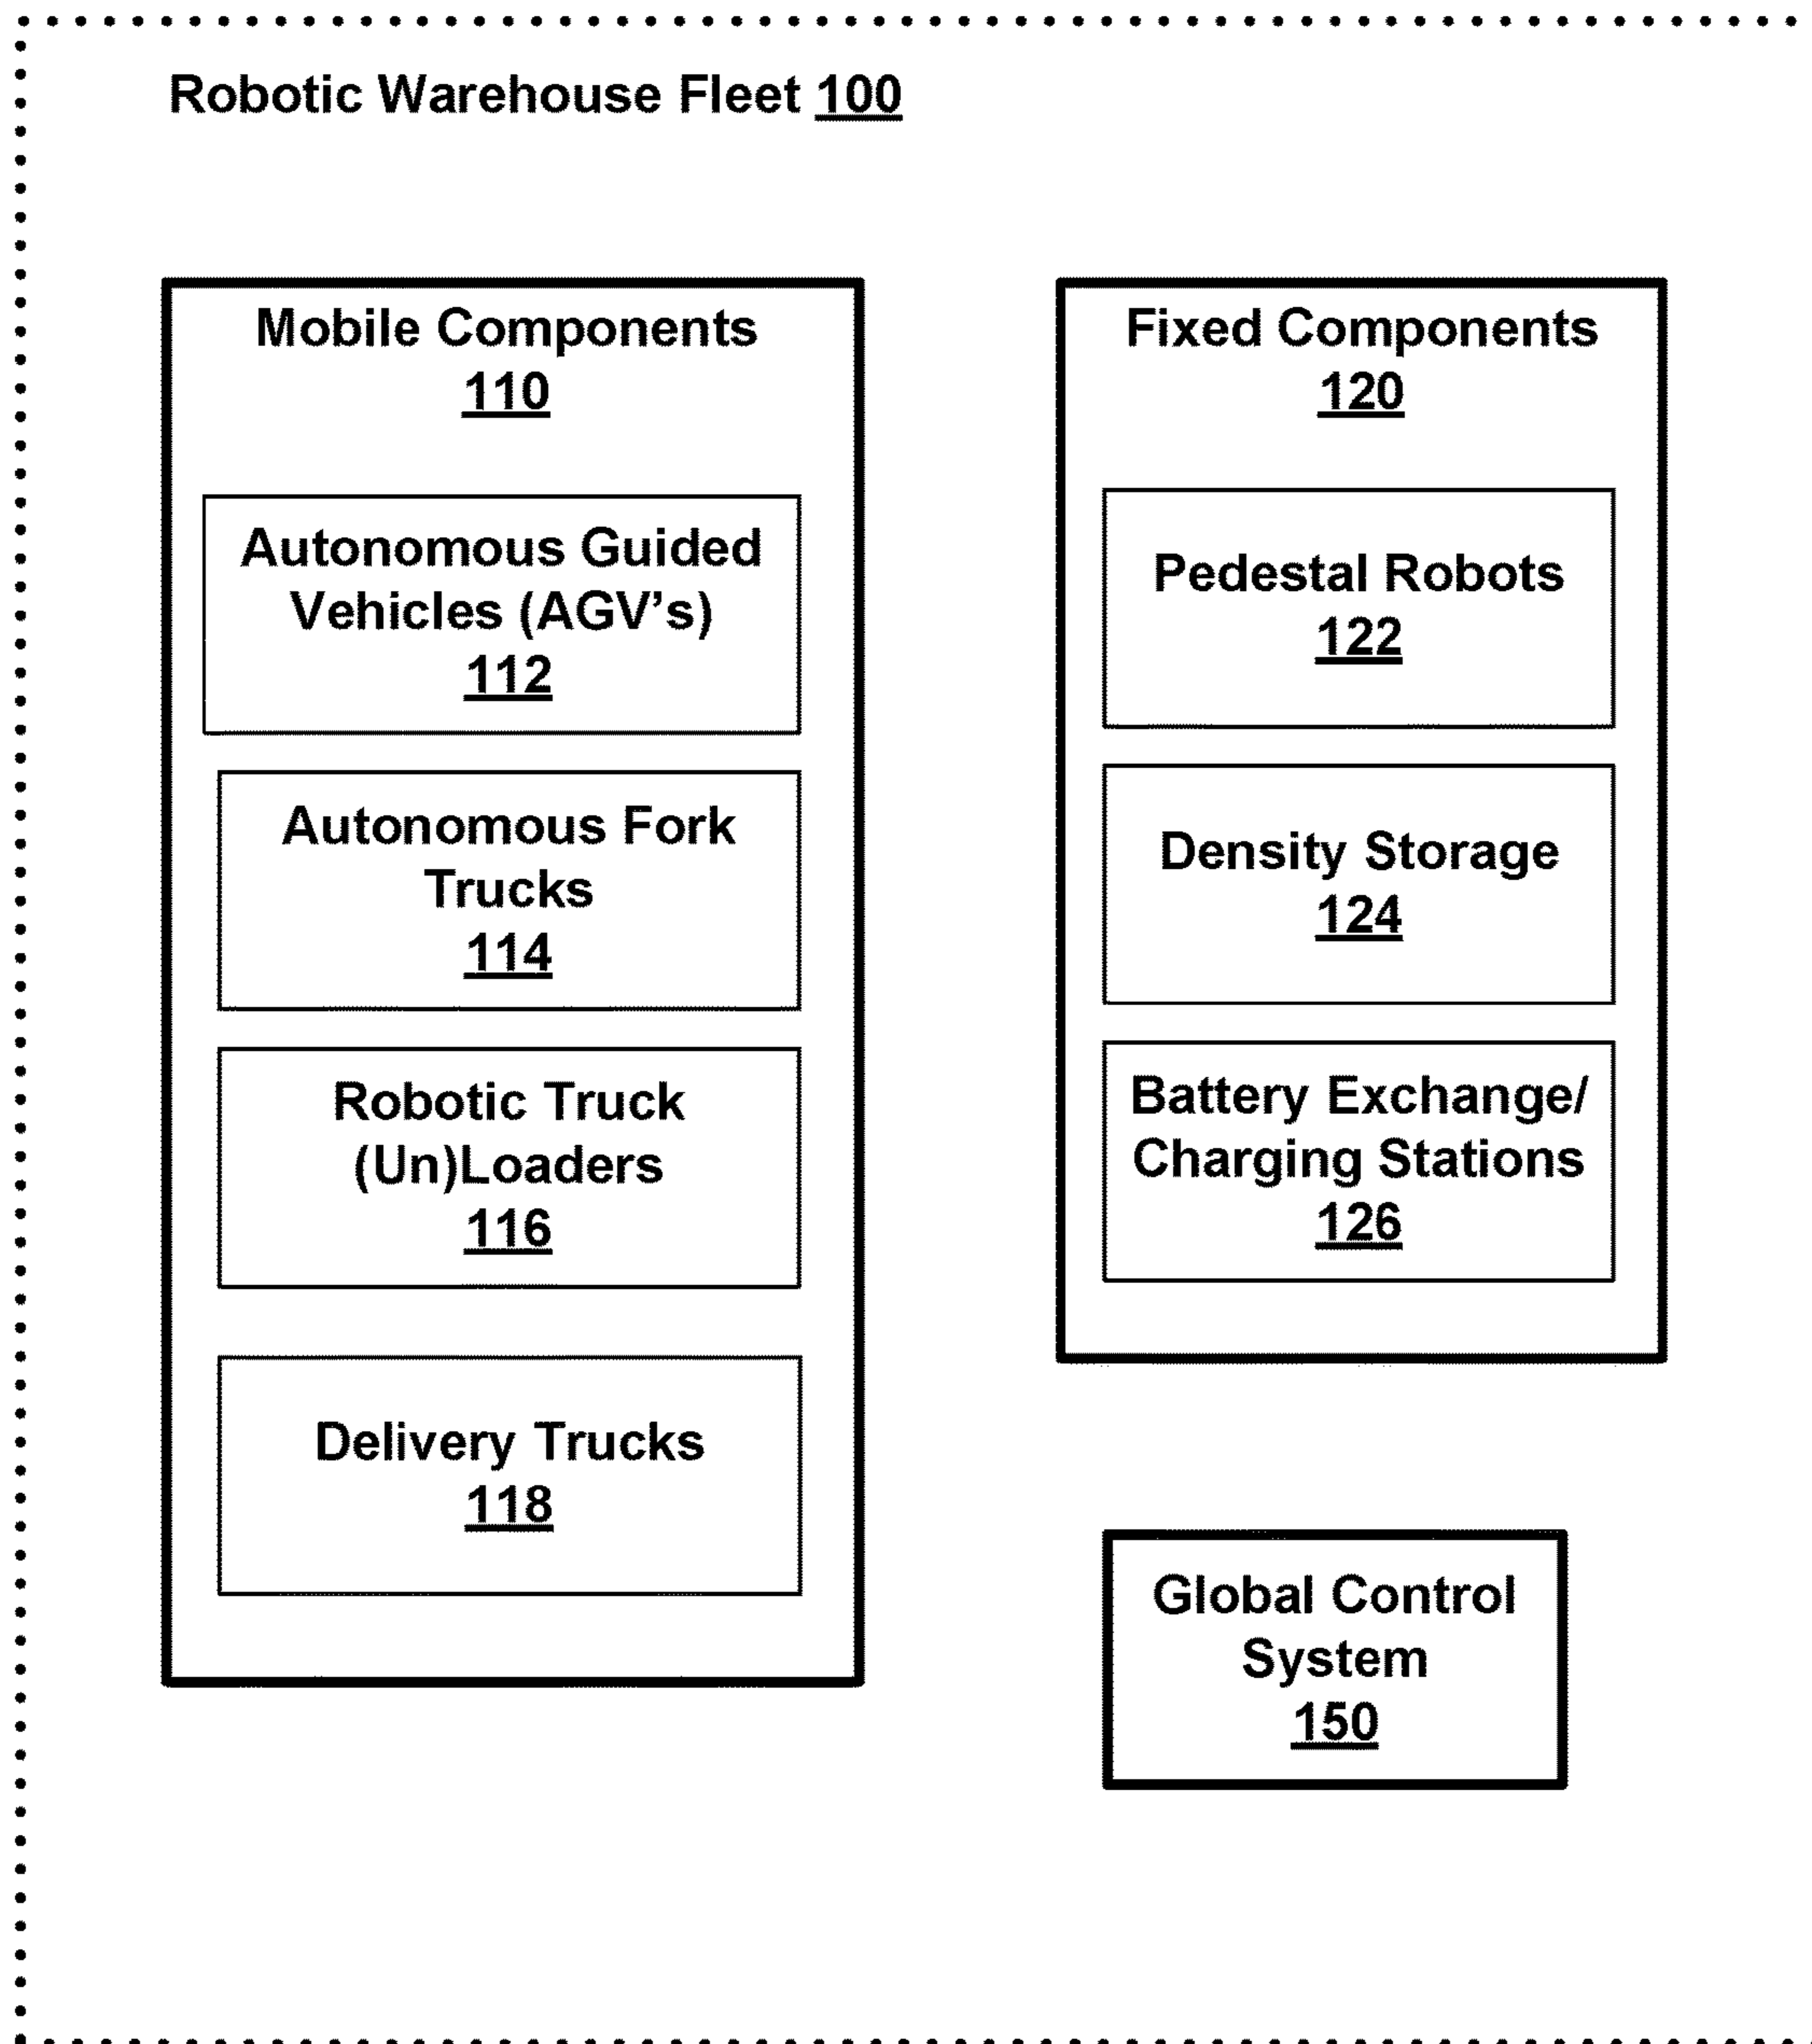 Robotic Warehouse Fleet 100
Mobile Components
110
Autonomous Guided
Vehicles (AGV's)
112
Autonomous Fork
Trucks
114
Robotic Truck
(Un)Loaders
116
Delivery Trucks
118
Fixed Components
120
Pedestal Robots
122
Density Storage
124
Battery Exchange/
Charging Stations
126
Global Control
System
150